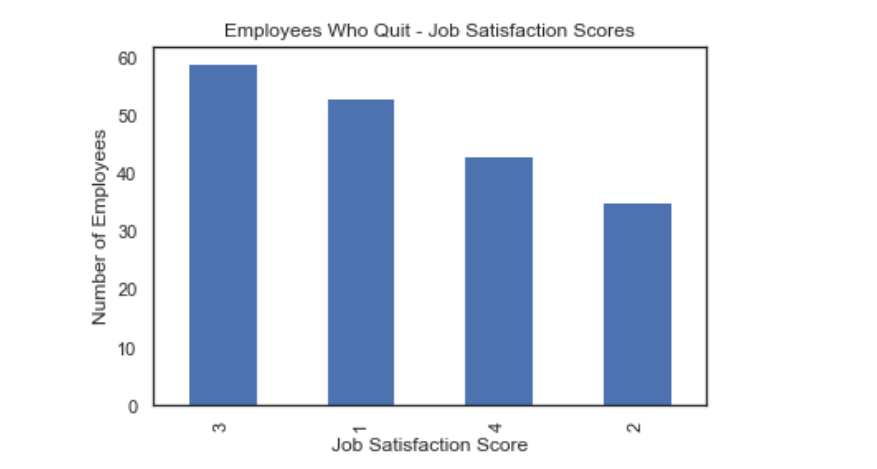 Employees Who Quit - Job Satisfaction Scores
60
50
40
30
20
10
0
Number of Employees
3 1 4 2
Job Satisfaction Score